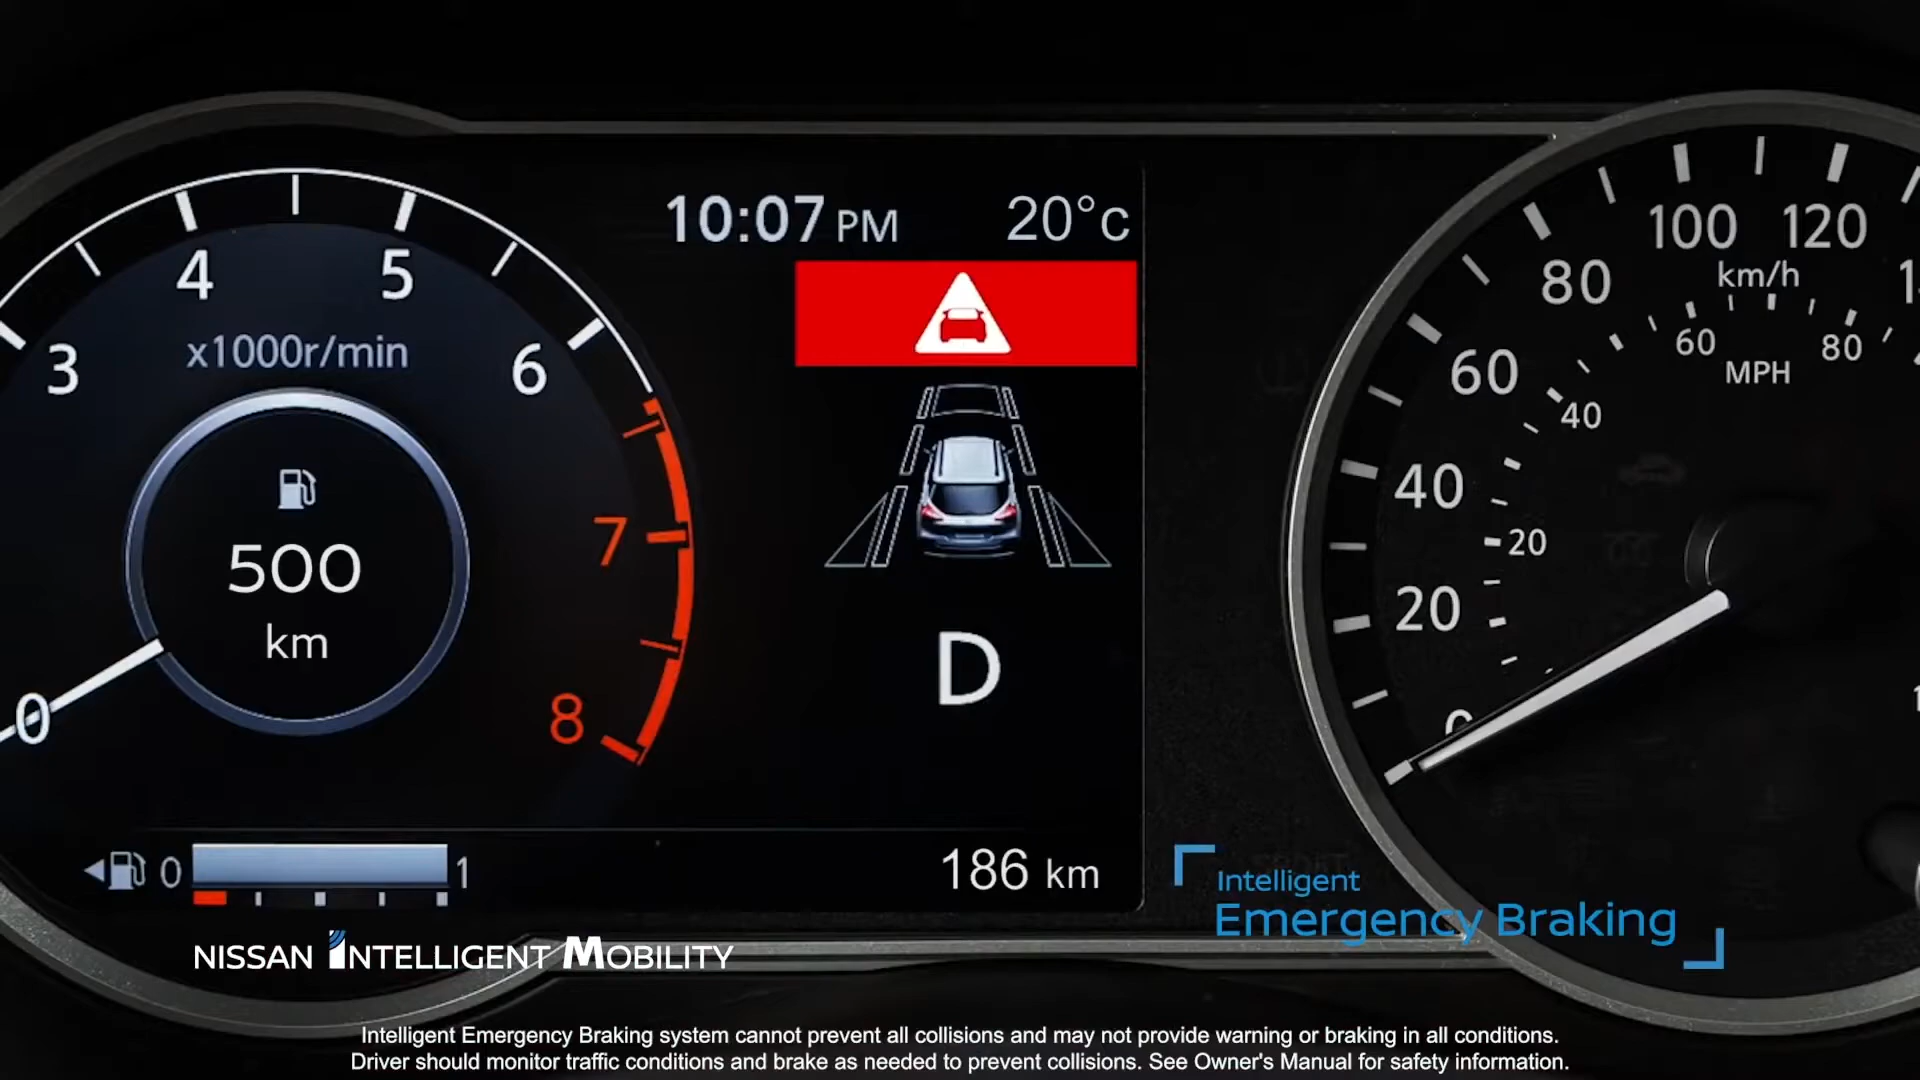 10:07 PM 20°C
4 5
x1000r/min
3 6
7
500
km
0 8
D
0 1
186 km
100 120
km/h
80
60 80
MPH
60
40
40
20
20
0
Intelligent
Emergency Braking
NISSAN INTELLIGENT MOBILITY
Intelligent Emergency Braking system cannot prevent all collisions and may not provide warning or braking in all conditions.
Driver should monitor traffic conditions and brake as needed to prevent collisions. See Owner's Manual for safety information.